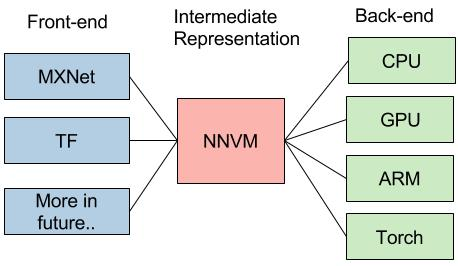 Front-end
Intermediate
Representation
Back-end
MXNet
TF
More in
future..
NNVM
CPU
GPU
ARM
Torch